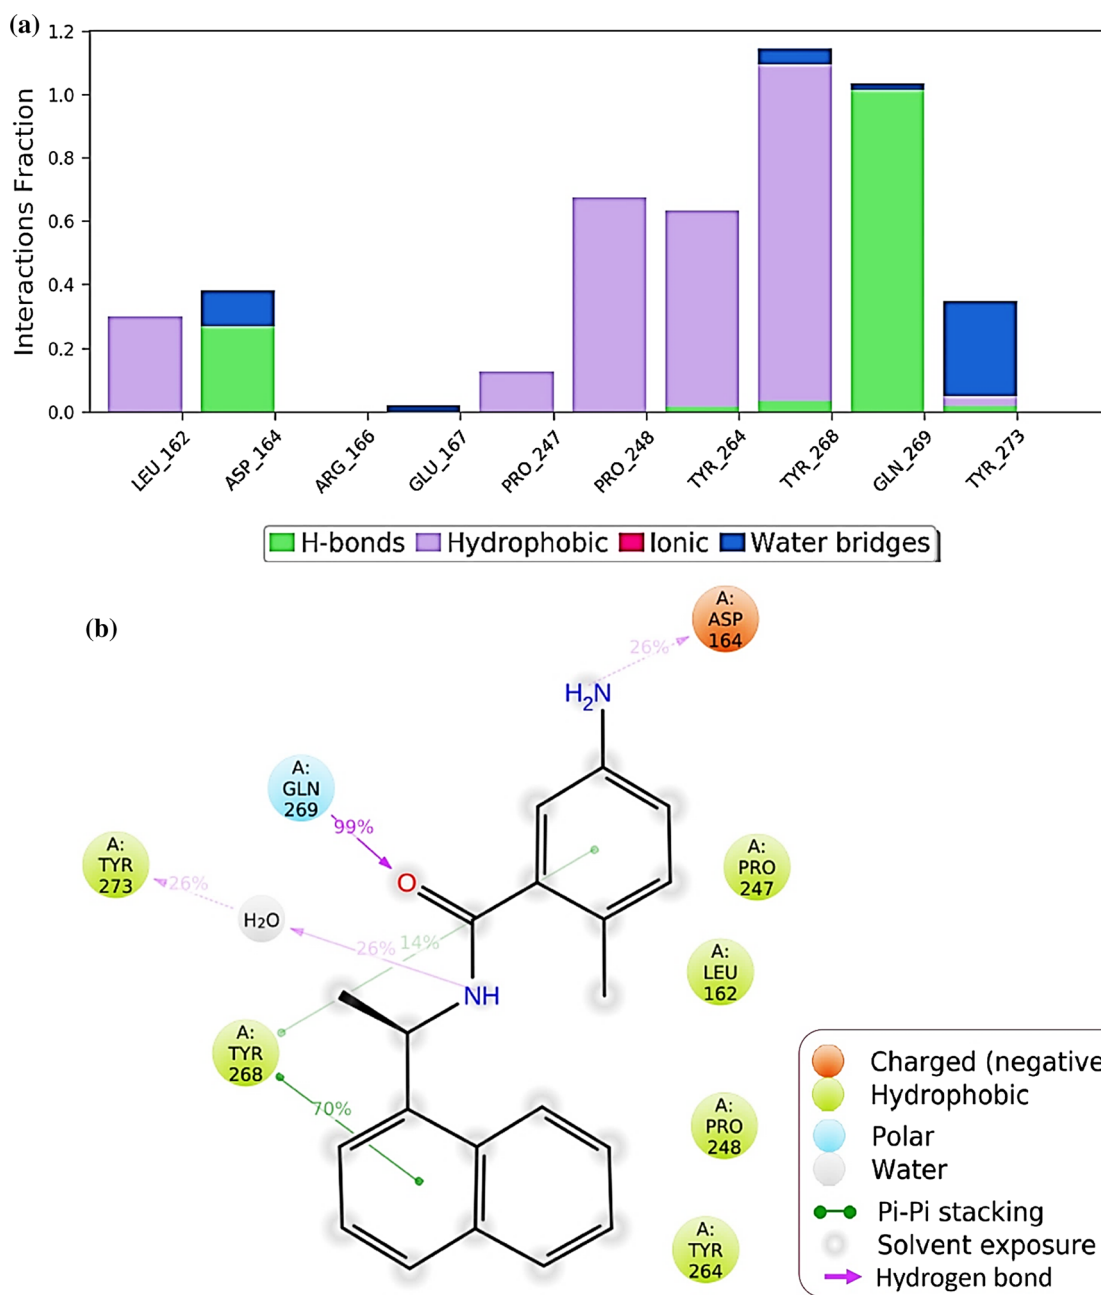 (a)
Interactions Fraction
1.2
1.0
0.8
0.6
0.4
0.2
0.0
LEU_162
ASP_164
ARG_166
GLU_167
PRO_247
PRO_248
TYR_264
TYR_268
GLN_269
TYR_273
H-bonds
Hydrophobic
Ionic
Water bridges
(b)
A:
ASP
164
26%
H2N
A:
GLN
269
99%
O
A:
TYR
273
26%
H2O
26%
14%
NH
A:
PRO
247
A:
LEU
162
A:
TYR
268
70%
A:
PRO
248
A:
TYR
264
Charged (negative
Hydrophobic
Polar
Water
Pi-Pi stacking
Solvent exposure
Hydrogen bond